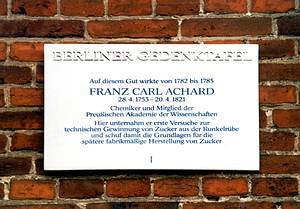 BERLINER GEDENKTAFEL
Auf diesem Gut wirkte von 1782 bis 1785
FRANZ CARL ACHARD
28. 4. 1753 – 20. 4. 1821
Chemiker und Mitglied der
Preußischen Akademie der Wissenschaften
Hier unternahm er erste Versuche zur
technischen Gewinnung von Zucker aus der Runkelrübe
und schuf damit die Grundlagen für die
spätere fabrikmäßige Herstellung von Zucker